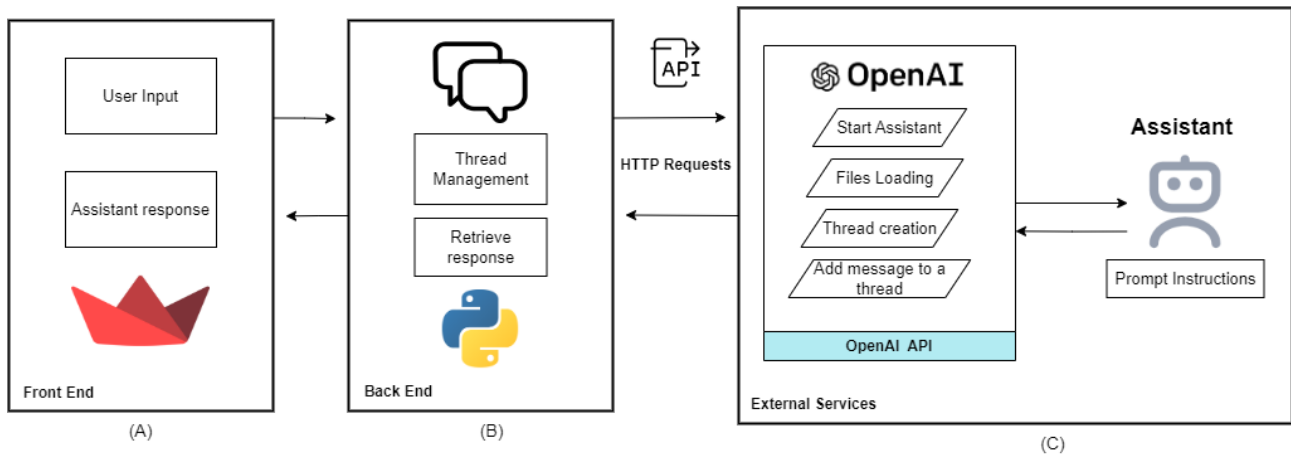 User Input
Assistant response
Front End
(A)
Thread
Management
Retrieve
response
Back End
(B)
API
HTTP Requests
OpenAI
Start Assistant
Files Loading
Thread creation
Add message to a
thread
OpenAI API
Assistant
Prompt Instructions
External Services
(C)